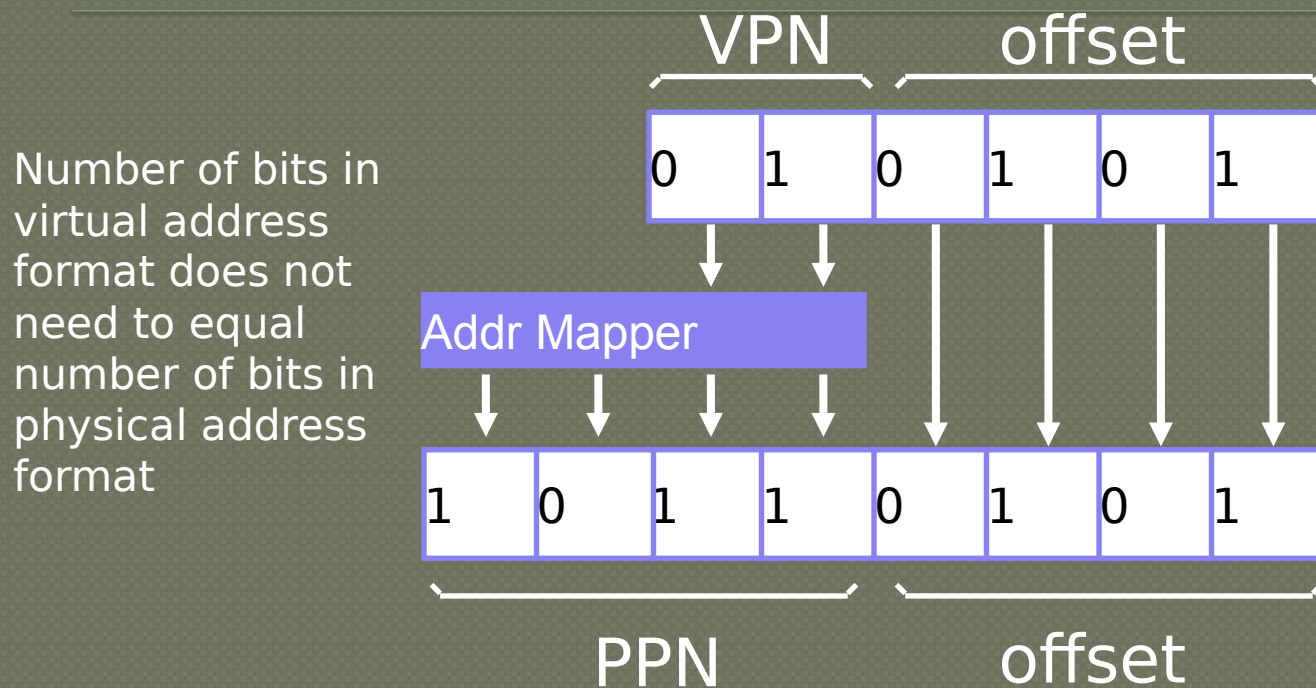 VPN offset
0 1 0 1 0 1
Number of bits in
virtual address
format does not
need to equal
number of bits in
physical address
format
Addr Mapper
1 0 1 1 0 1 0 1
PPN offset